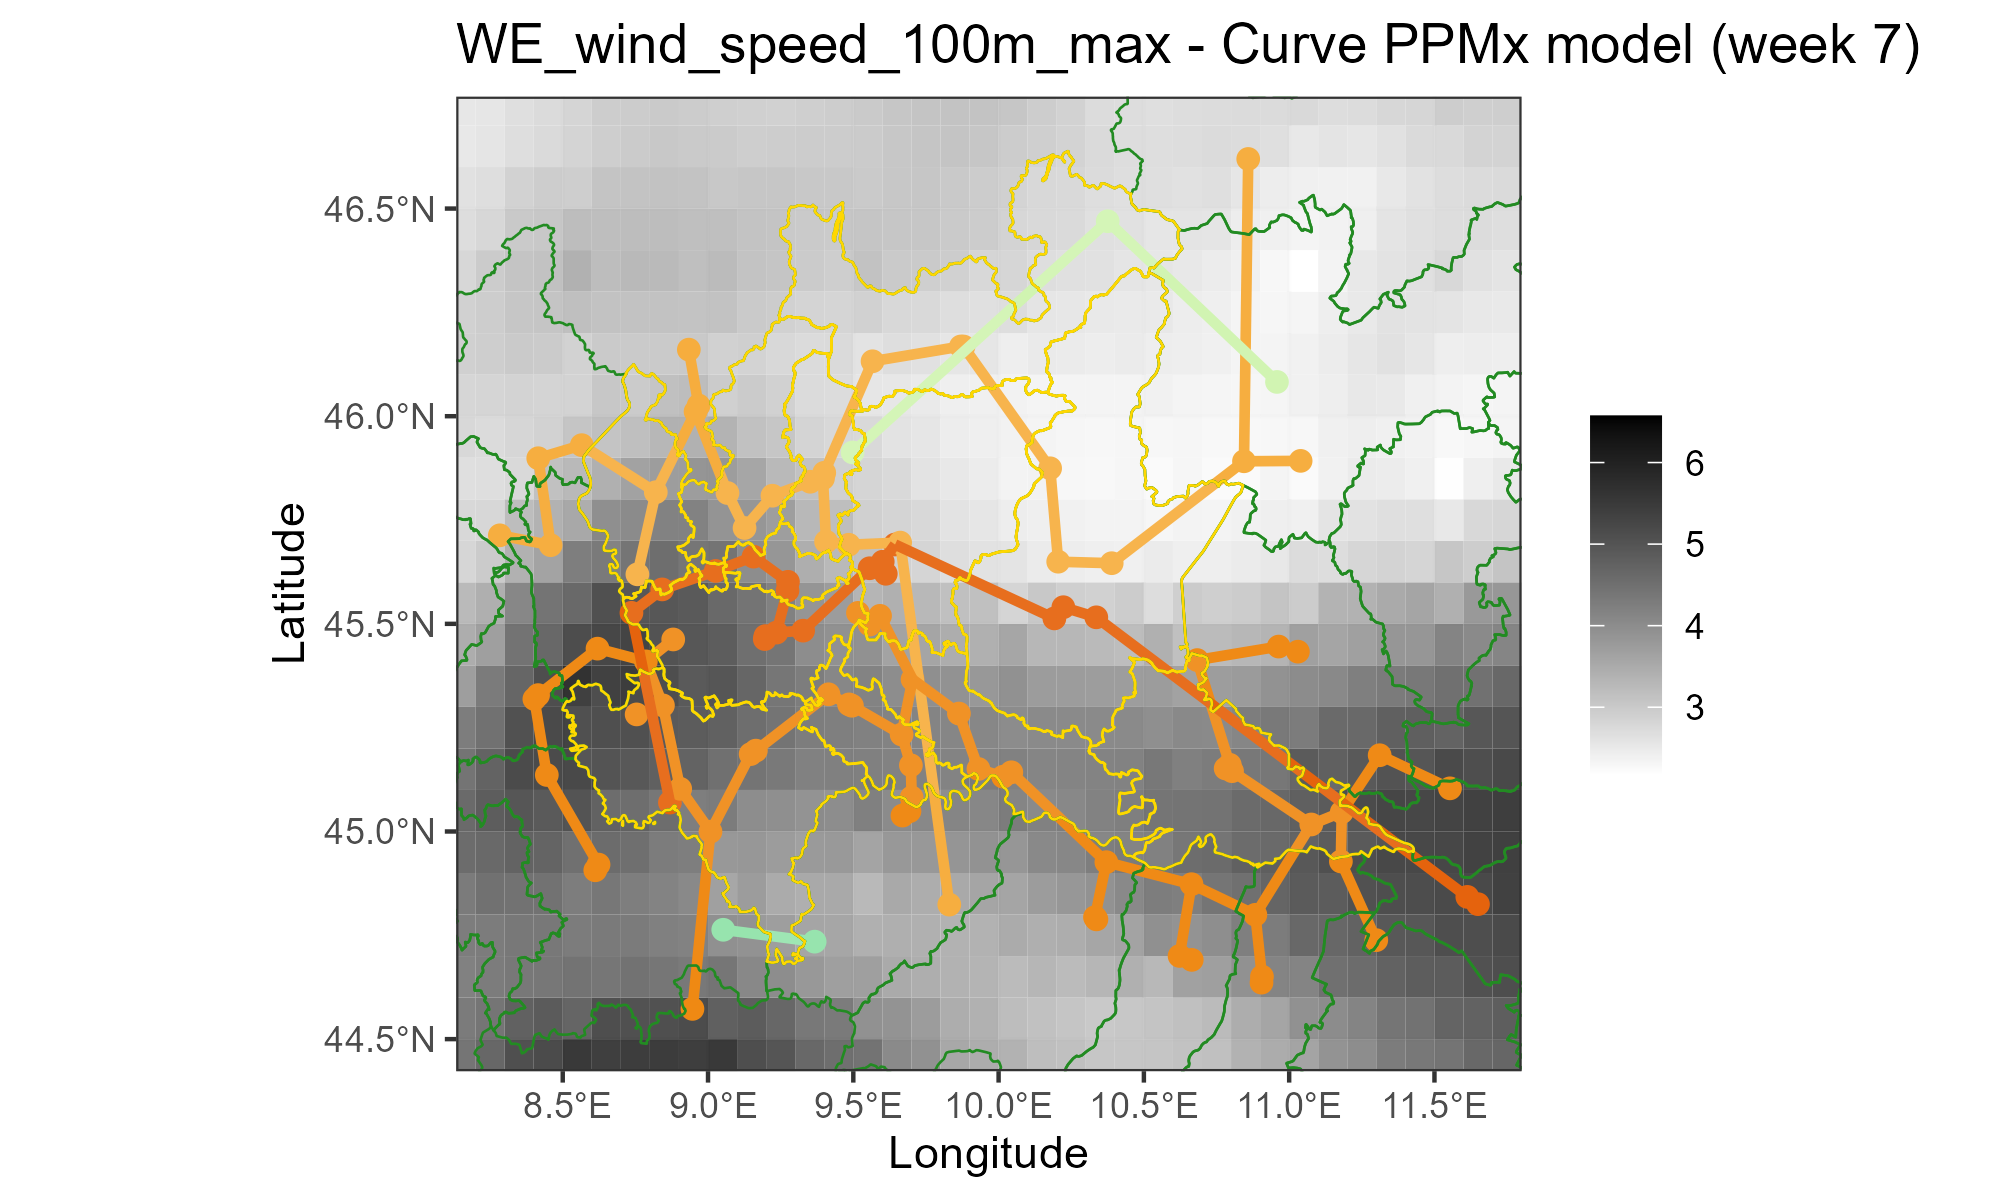 WE_wind_speed_100m_max - Curve PPMx model (week 7)
46.5°N
46.0°N
45.5°N
45.0°N
44.5°N
Latitude
8.5°E
9.0°E
9.5°E
10.0°E
10.5°E
11.0°E
11.5°E
Longitude
6
5
4
3